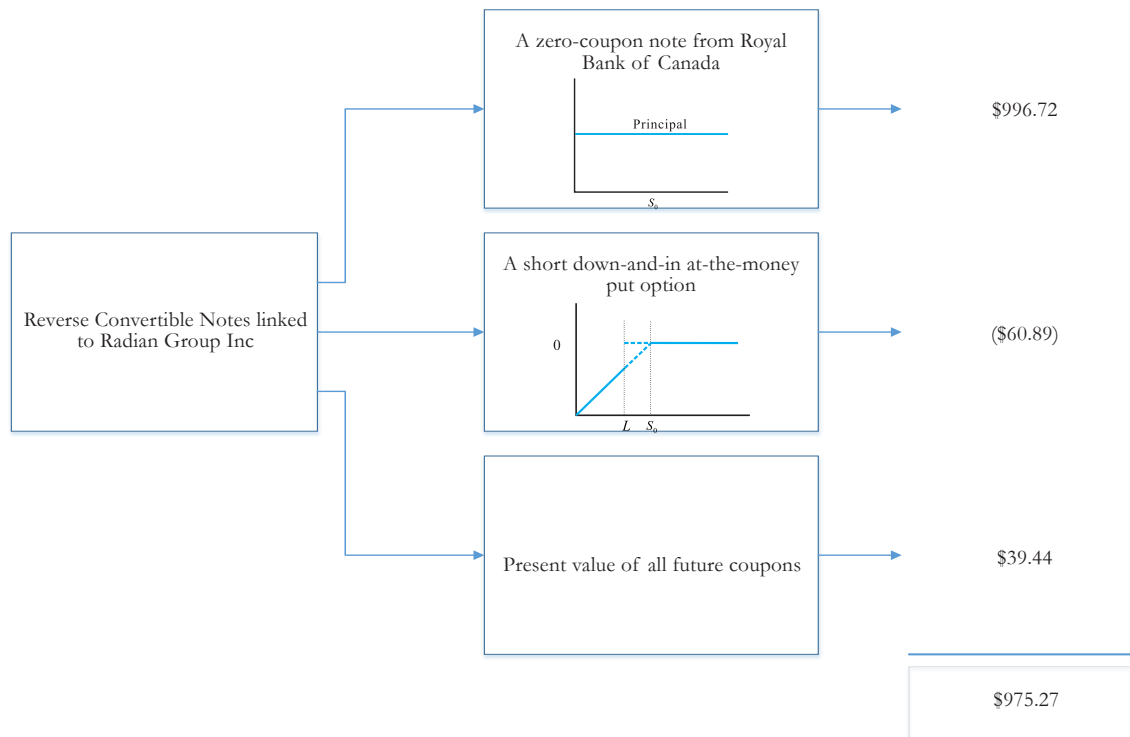 A zero-coupon note from Royal
Bank of Canada
Principal
S₀
$996.72
Reverse Convertible Notes linked
to Radian Group Inc
A short down-and-in at-the-money
put option
0
L S₀
($60.89)
Present value of all future coupons
$39.44
$975.27